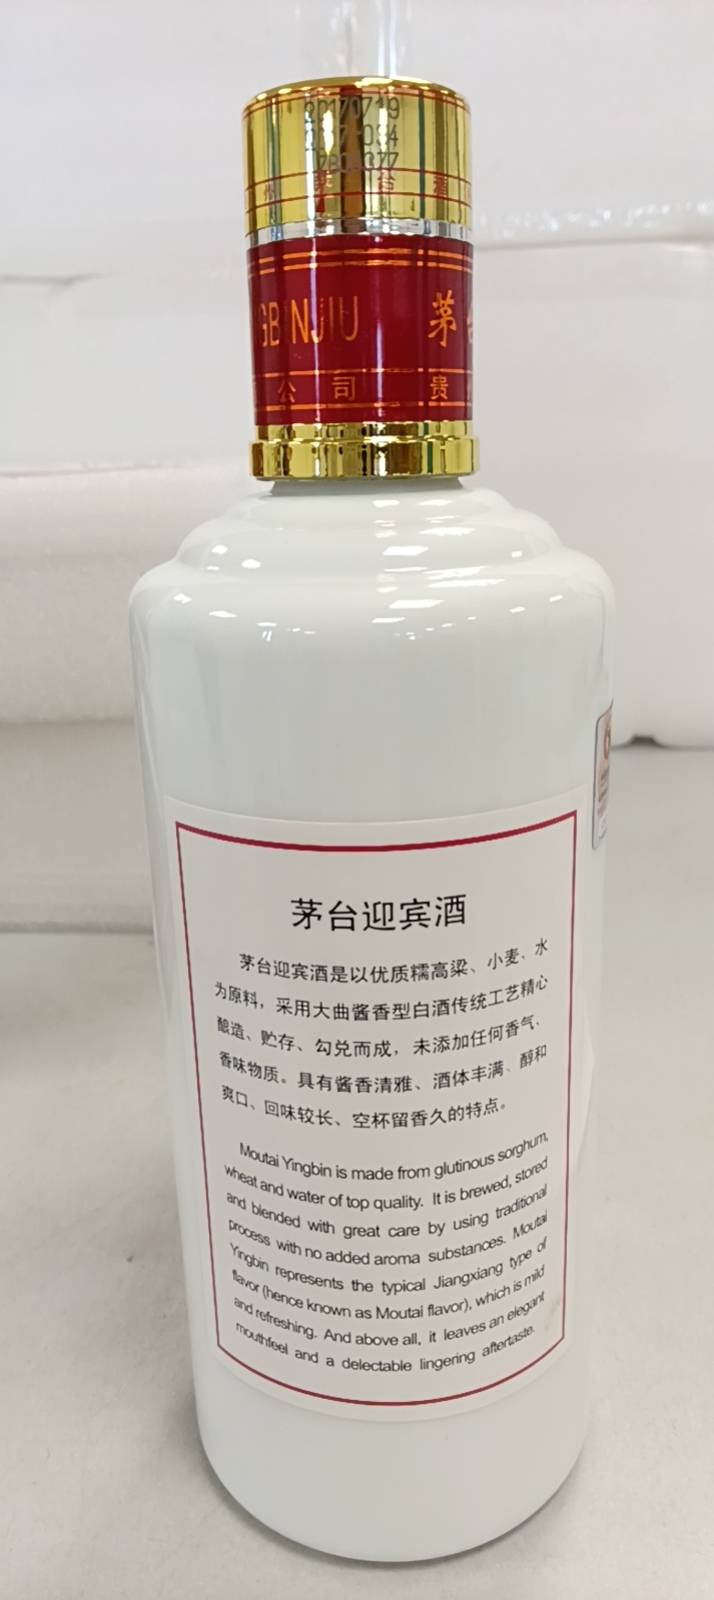 20170719
州 茅 台 酒
GBINJIU 茅
公 司 贵
茅台迎宾酒
茅台迎宾酒是以优质糯高粱、小麦、水
为原料，采用大曲酱香型白酒传统工艺精心
酿造、贮存、勾兑而成，未添加任何香气、
香味物质。具有酱香清雅、酒体丰满、醇和
爽口、回味较长、空杯留香久的特点。
Moutai Yingbin is made from glutinous sorghum,
wheat and water of top quality. It is brewed, stored
and blended with great care by using traditional
process with no added aroma substances. Moutai
Yingbin represents the typical Jiangxiang type of
flavor (hence known as Moutai flavor), which is mild
and refreshing. And above all, it leaves an elegant
mouthfeel and a delectable lingering aftertaste.